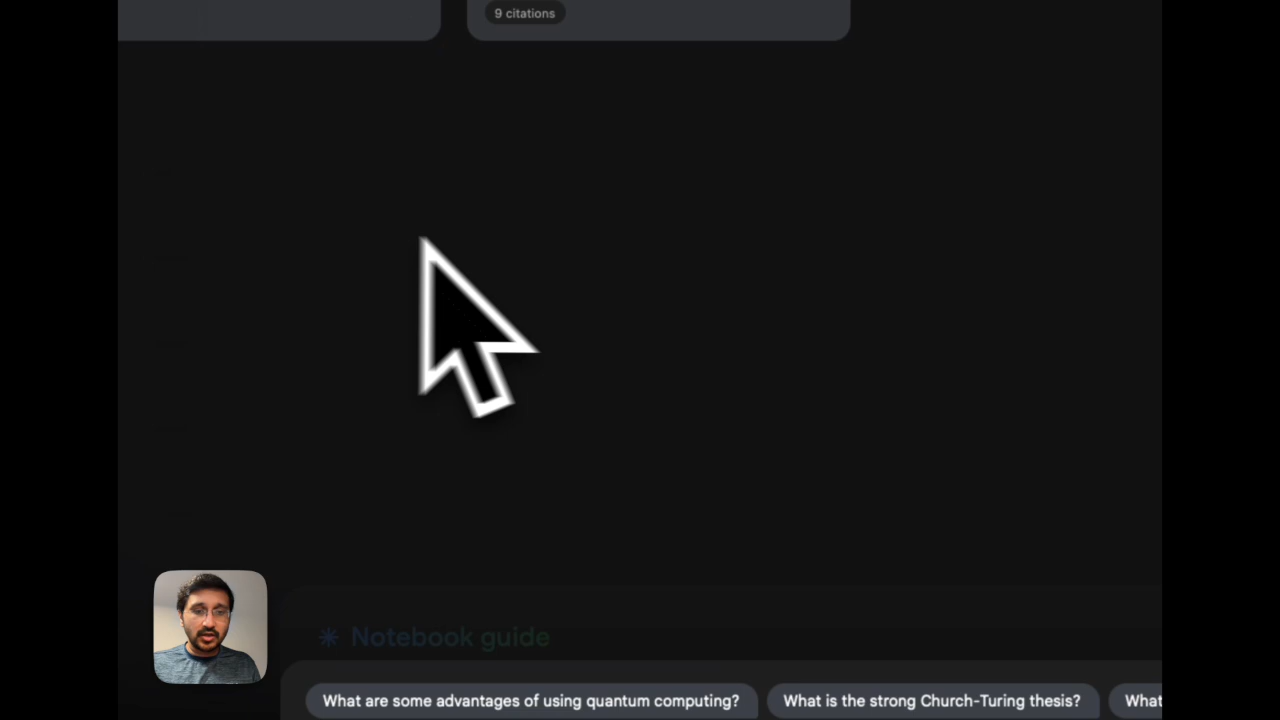 9 citations
Notebook guide
What are some advantages of using quantum computing? What is the strong Church-Turing thesis? What